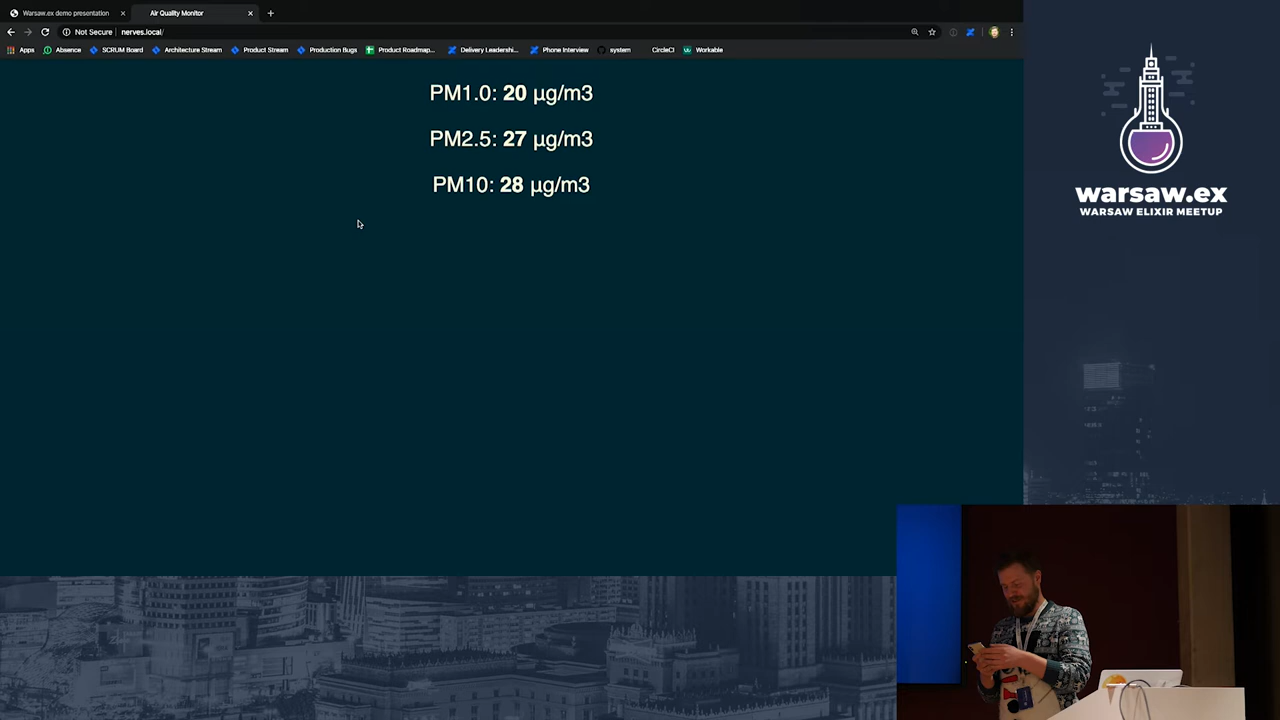 Warsaw.ex demo presentation
Air Quality Monitor
Not Secure nerves.local/
Apps Absence SCRUM Board Architecture Stream Product Stream Production Bugs Product Roadmap... Delivery Leadershi... Phone Interview system CircleCI Workable
PM1.0: 20 μg/m3
PM2.5: 27 μg/m3
PM10: 28 μg/m3
warsaw.ex
WARSAW ELIXIR MEETUP